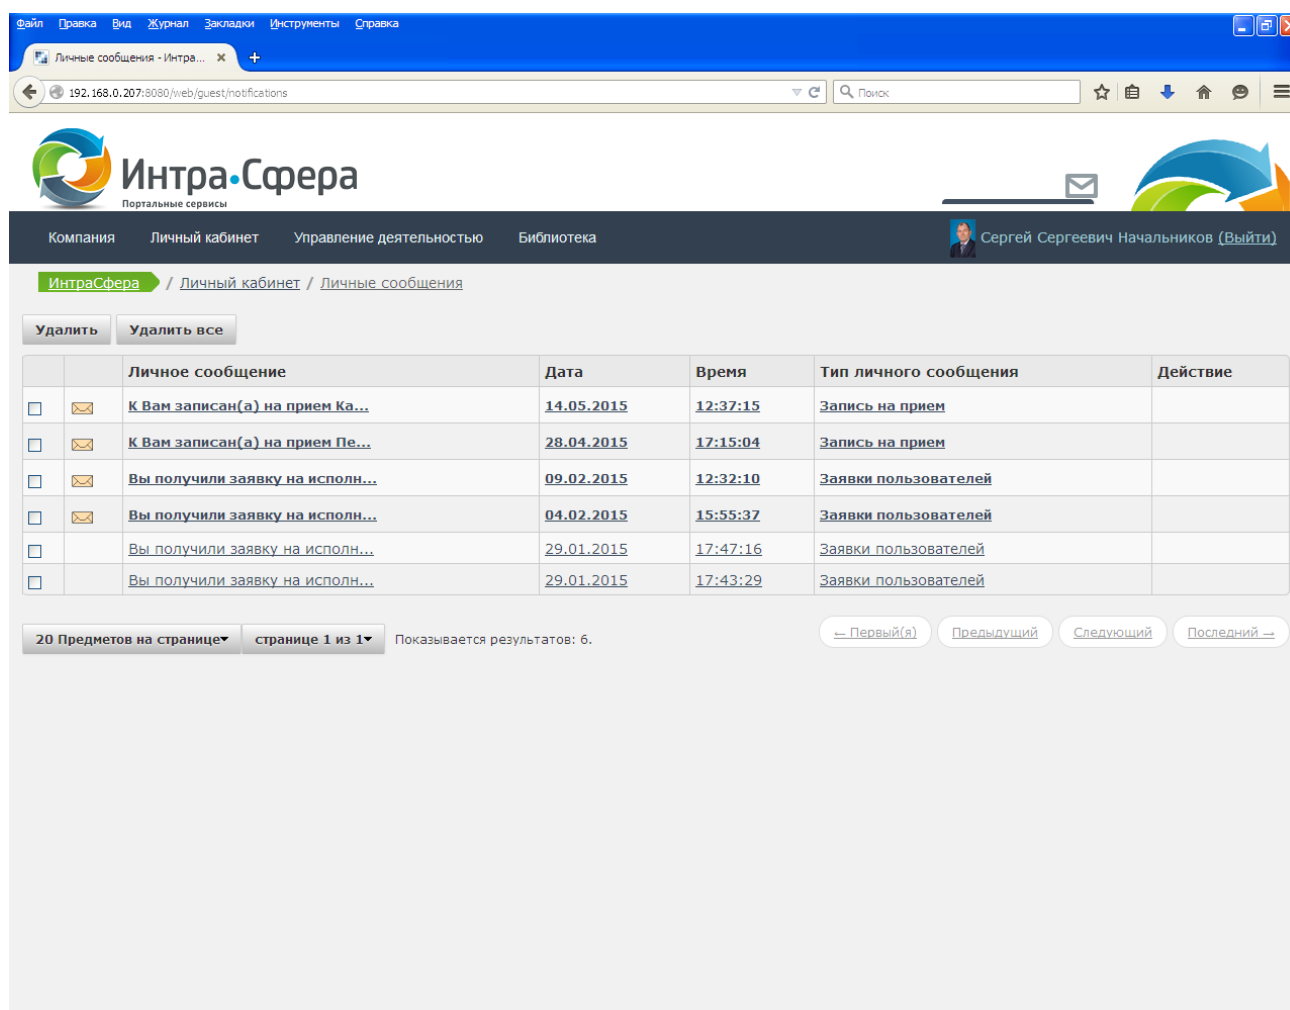 Файл Правка Вид Журнал Закладки Инструменты Справка
Личные сообщения - Интра...
192.168.0.207:8080/web/guest/notifications
Поиск
Интра•Сфера
Портальные сервисы
Компания Личный кабинет Управление деятельностью Библиотека Сергей Сергеевич Начальников (Выйти)
ИнтраСфера / Личный кабинет / Личные сообщения
Удалить Удалить все
Личное сообщение Дата Время Тип личного сообщения Действие
К Вам записан(а) на прием Ка... 14.05.2015 12:37:15 Запись на прием
К Вам записан(а) на прием Пе... 28.04.2015 17:15:04 Запись на прием
Вы получили заявку на исполн... 09.02.2015 12:32:10 Заявки пользователей
Вы получили заявку на исполн... 04.02.2015 15:55:37 Заявки пользователей
Вы получили заявку на исполн... 29.01.2015 17:47:16 Заявки пользователей
Вы получили заявку на исполн... 29.01.2015 17:43:29 Заявки пользователей
20 Предметов на странице▾ странице 1 из 1▾ Показывается результатов: 6. ← Первый(я) Предыдущий Следующий Последний →